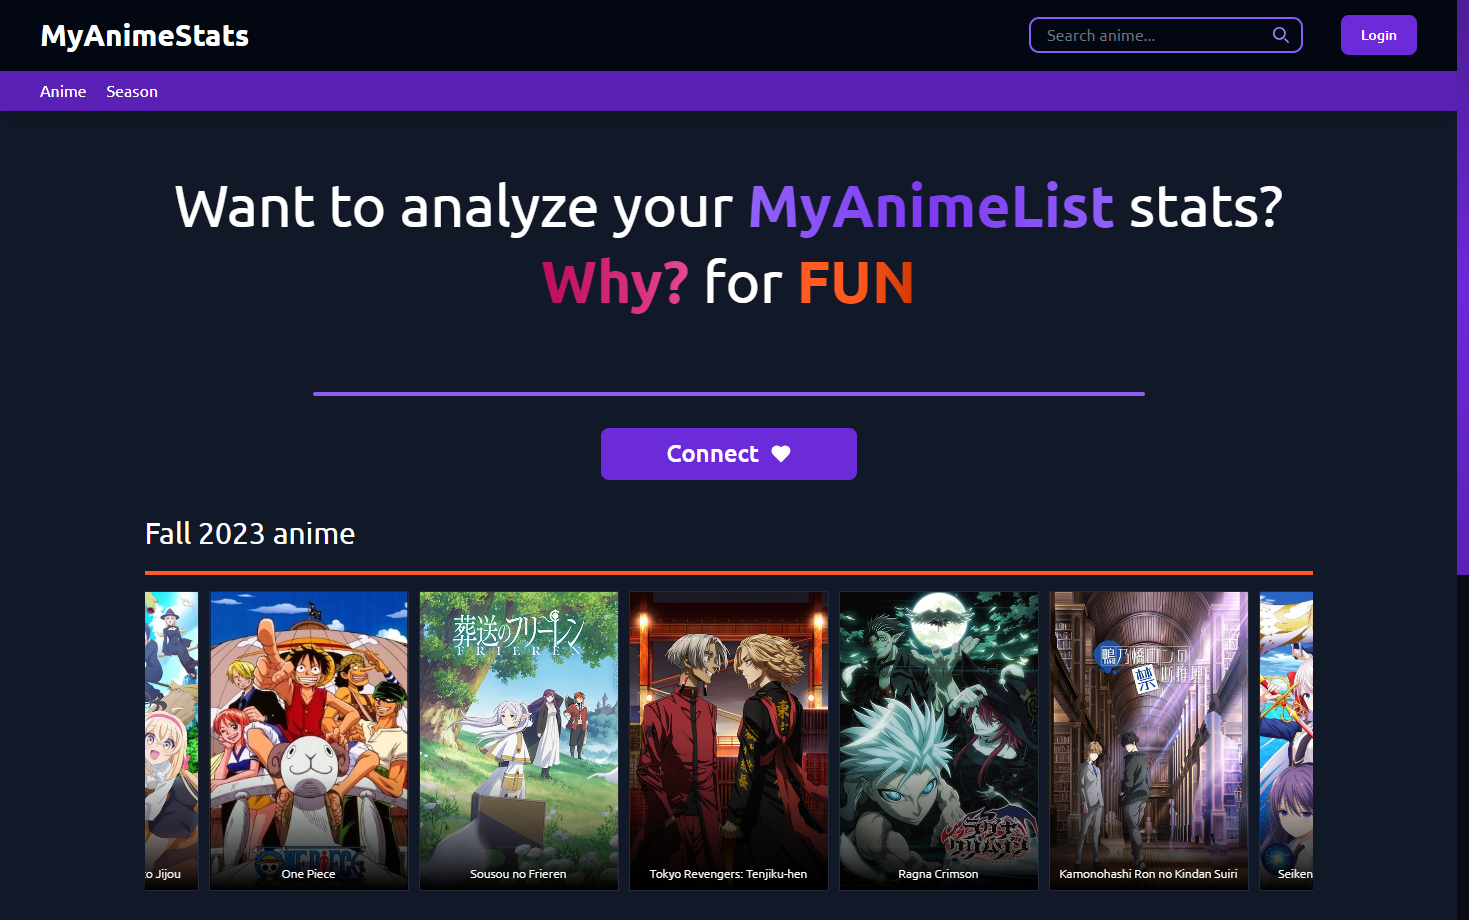 MyAnimeStats
Search anime...
Login
Anime
Season
Want to analyze your MyAnimeList stats?
Why? for FUN
Connect
Fall 2023 anime
葬送のフリーレン
FRIEREN
鴨乃橋ロンの
禁断推理
ONE PIECE
o Jijou
One Piece
Sousou no Frieren
Tokyo Revengers: Tenjiku-hen
Ragna Crimson
Kamonohashi Ron no Kindan Suiri
Seiken